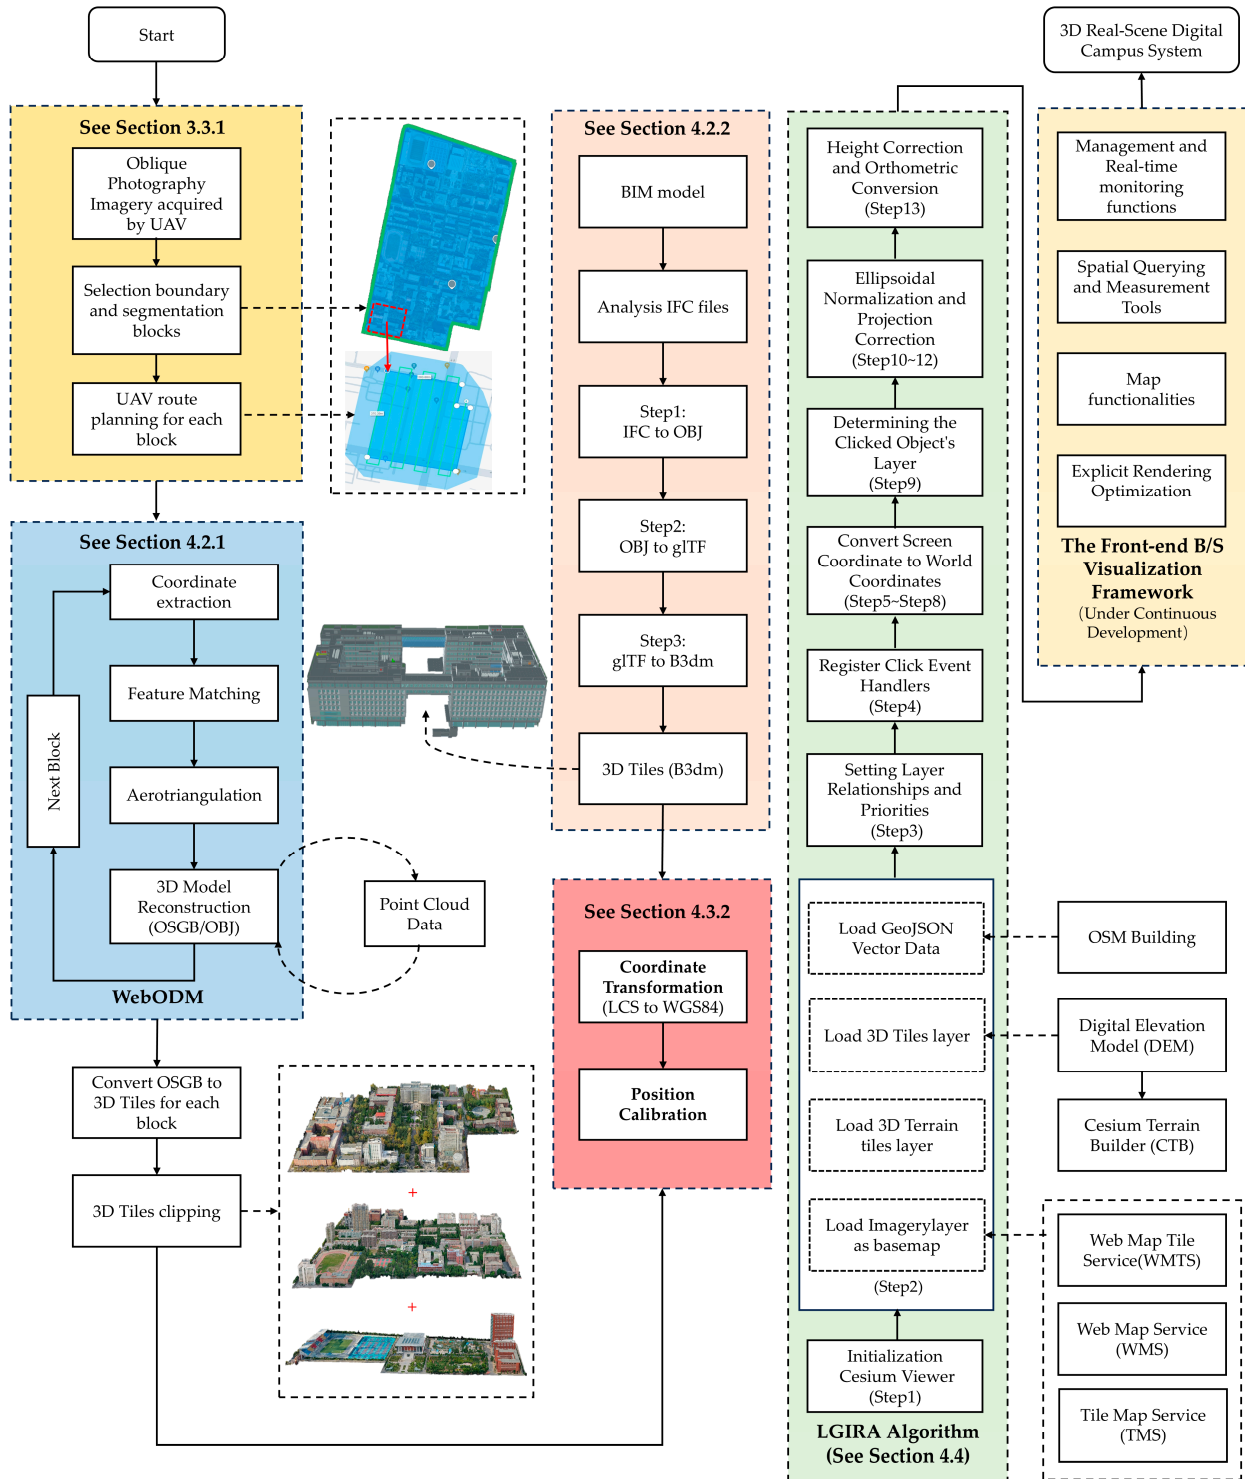 Start
See Section 3.3.1
Oblique
Photography
Imagery acquired
by UAV
Selection boundary
and segmentation
blocks
UAV route
planning for each
block
See Section 4.2.1
Coordinate
extraction
Feature Matching
Aerotriangulation
3D Model
Reconstruction
(OSGB/OBJ)
Next Block
WebODM
Point Cloud
Data
Convert OSGB to
3D Tiles for each
block
3D Tiles clipping
+
+
See Section 4.2.2
BIM model
Analysis IFC files
Step1:
IFC to OBJ
Step2:
OBJ to glTF
Step3:
glTF to B3dm
3D Tiles (B3dm)
See Section 4.3.2
Coordinate
Transformation
(LCS to WGS84)
Position
Calibration
Height Correction
and Orthometric
Conversion
(Step13)
Ellipsoidal
Normalization and
Projection
Correction
(Step10~12)
Determining the
Clicked Object's
Layer
(Step9)
Convert Screen
Coordinate to World
Coordinates
(Step5~Step8)
Register Click Event
Handlers
(Step4)
Setting Layer
Relationships and
Priorities
(Step3)
Load GeoJSON
Vector Data
Load 3D Tiles layer
Load 3D Terrain
tiles layer
Load Imagerylayer
as basemap
(Step2)
Initialization
Cesium Viewer
(Step1)
LGIRA Algorithm
(See Section 4.4)
3D Real-Scene Digital
Campus System
Management and
Real-time
monitoring
functions
Spatial Querying
and Measurement
Tools
Map
functionalities
Explicit Rendering
Optimization
The Front-end B/S
Visualization
Framework
(Under Continuous
Development)
OSM Building
Digital Elevation
Model (DEM)
Cesium Terrain
Builder (CTB)
Web Map Tile
Service(WMTS)
Web Map Service
(WMS)
Tile Map Service
(TMS)